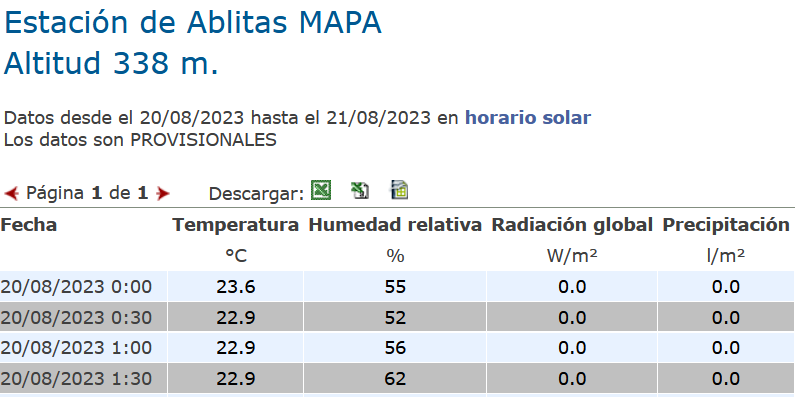 Estación de Ablitas MAPA
Altitud 338 m.
Datos desde el 20/08/2023 hasta el 21/08/2023 en horario solar
Los datos son PROVISIONALES
Página 1 de 1 Descargar:
Fecha Temperatura Humedad relativa Radiación global Precipitación
°C % W/m² l/m²
20/08/2023 0:00 23.6 55 0.0 0.0
20/08/2023 0:30 22.9 52 0.0 0.0
20/08/2023 1:00 22.9 56 0.0 0.0
20/08/2023 1:30 22.9 62 0.0 0.0